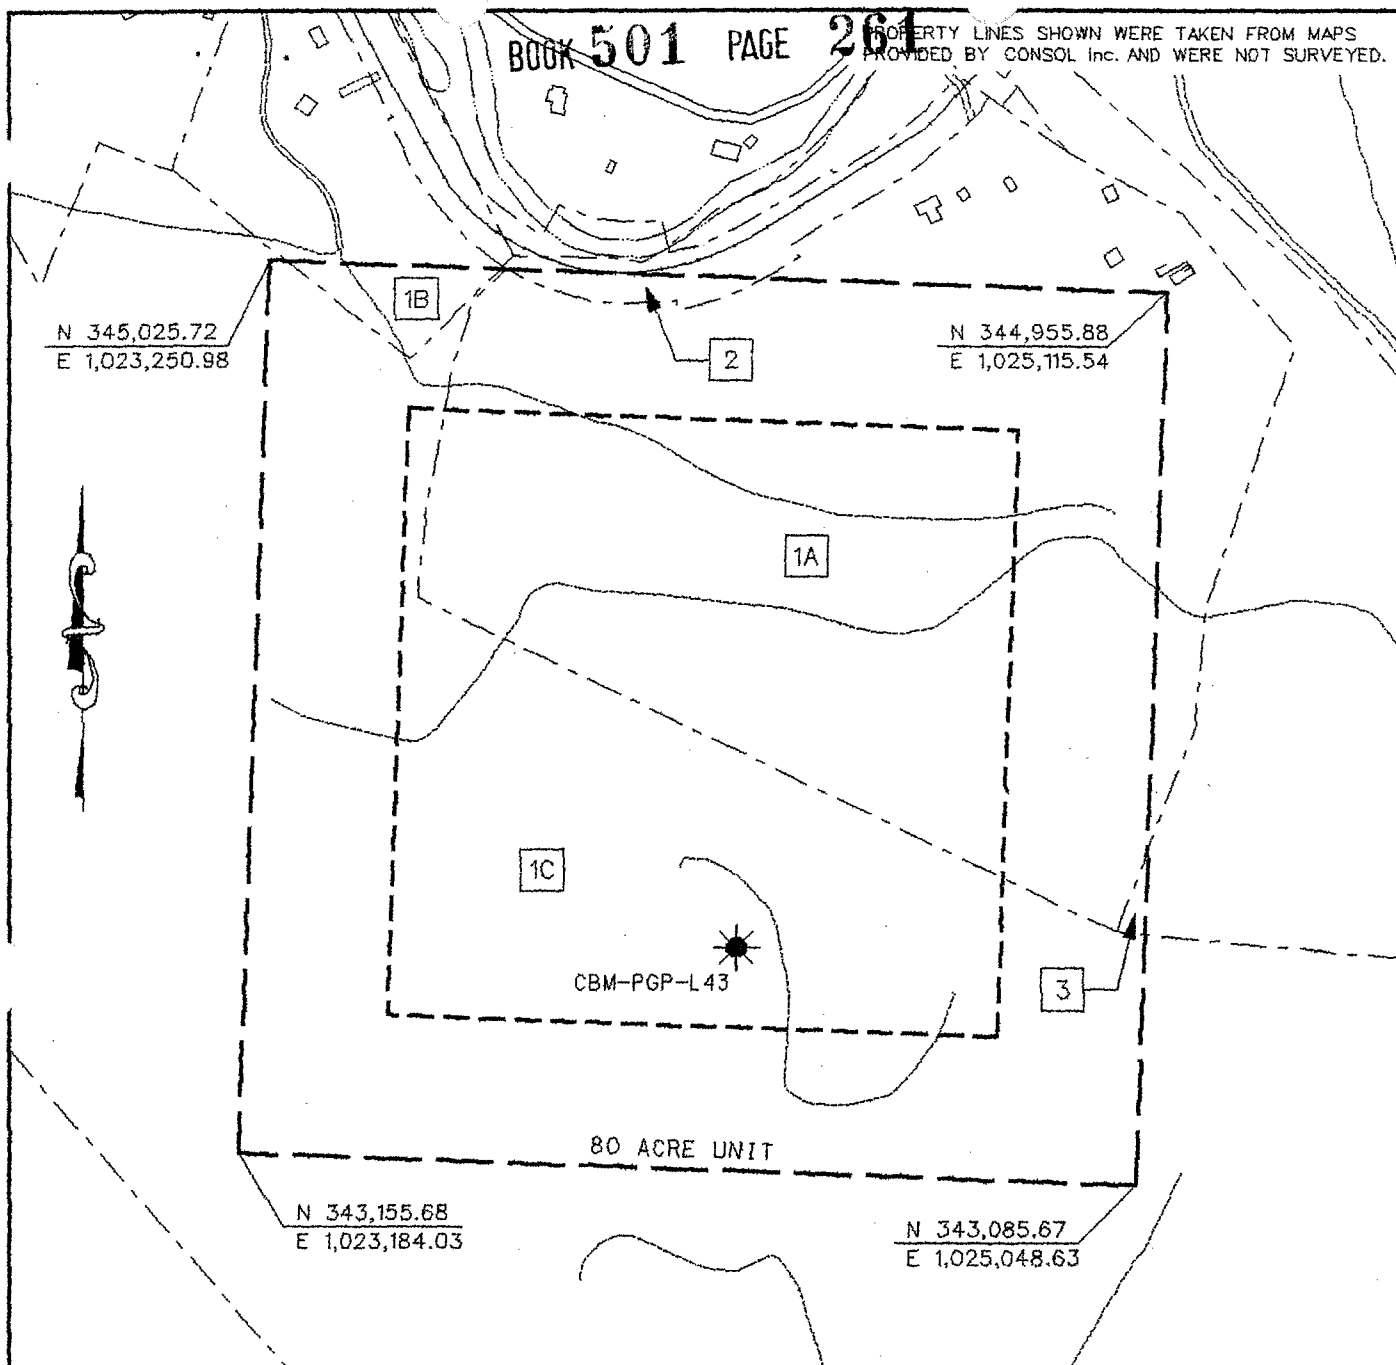 BOOK 501 PAGE 261
PROPERTY LINES SHOWN WERE TAKEN FROM MAPS
PROVIDED BY CONSOL Inc. AND WERE NOT SURVEYED.
1B
N 345,025.72
E 1,023,250.98
2
N 344,955.88
E 1,025,115.54
1A
1C
CBM-PGP-L43
3
80 ACRE UNIT
N 343,155.68
E 1,023,184.03
N 343,085.67
E 1,025,048.63